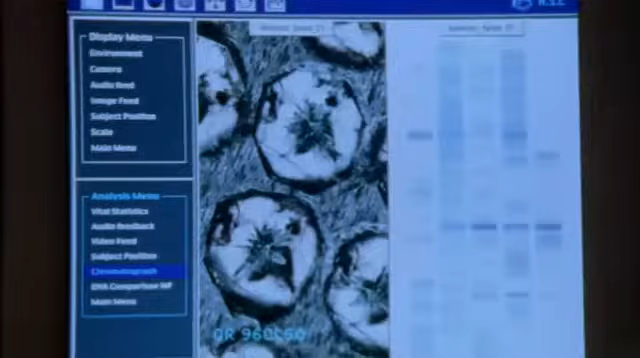 Display Menu
Environment
Camera
Audio feed
Image Feed
Subject Position
Scale
Main Menu
Analysis Menu
Vital Statistics
Audio feedback
Video Feed
Subject Position
Chromatograph
DNA Comparison
Main Menu